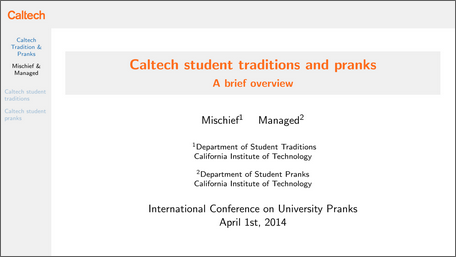 Caltech
Caltech
Tradition &
Pranks
Mischief &
Managed
Caltech student
traditions
Caltech student
pranks
Caltech student traditions and pranks
A brief overview
Mischief¹ Managed²
¹Department of Student Traditions
California Institute of Technology
²Department of Student Pranks
California Institute of Technology
International Conference on University Pranks
April 1st, 2014